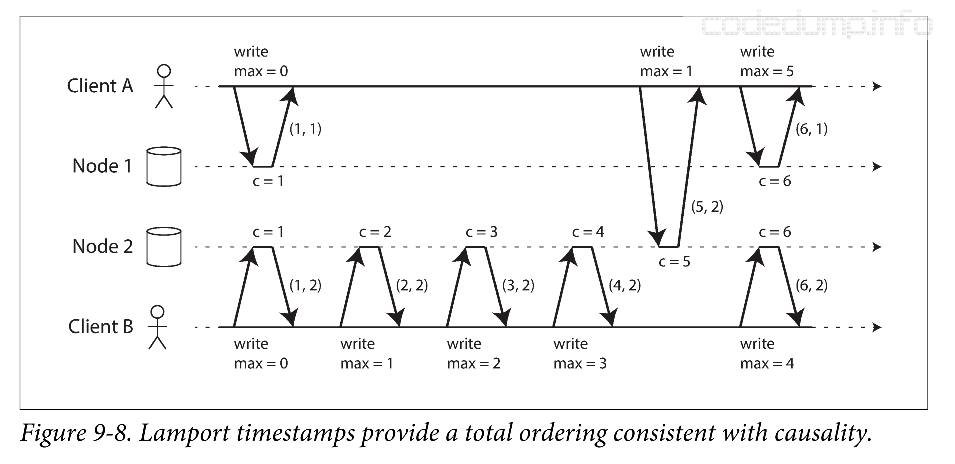 codedump.info
write
max = 0
write
max = 1
write
max = 5
Client A
(1, 1)
(6, 1)
Node 1
c = 1
c = 6
(5, 2)
Node 2
c = 1
c = 2
c = 3
c = 4
c = 5
c = 6
(1, 2)
(2, 2)
(3, 2)
(4, 2)
(6, 2)
Client B
write
max = 0
write
max = 1
write
max = 2
write
max = 3
write
max = 4
Figure 9-8. Lamport timestamps provide a total ordering consistent with causality.